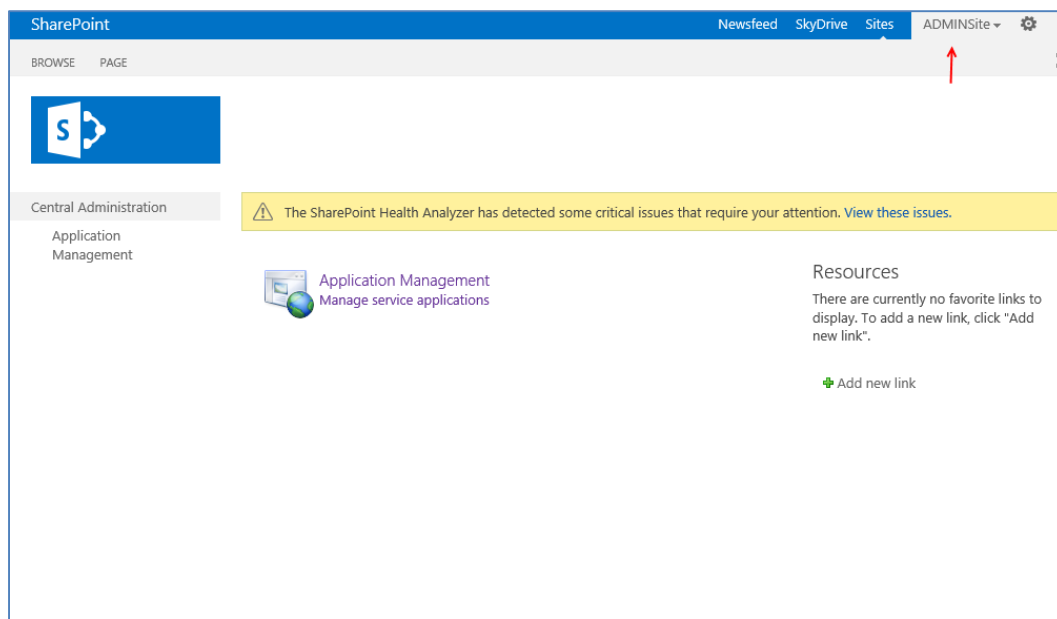 SharePoint
Newsfeed SkyDrive Sites ADMINSite
BROWSE PAGE
S
Central Administration
Application
Management
The SharePoint Health Analyzer has detected some critical issues that require your attention. View these issues.
Application Management
Manage service applications
Resources
There are currently no favorite links to
display. To add a new link, click "Add
new link".
Add new link